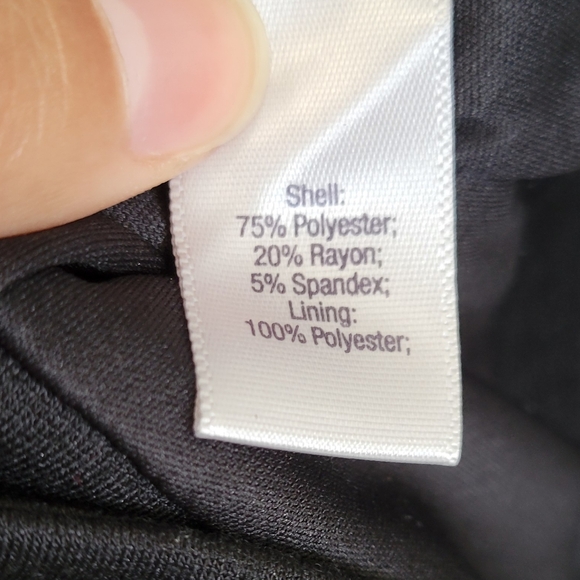 Shell:
75% Polyester;
20% Rayon;
5% Spandex;
Lining:
100% Polyester;